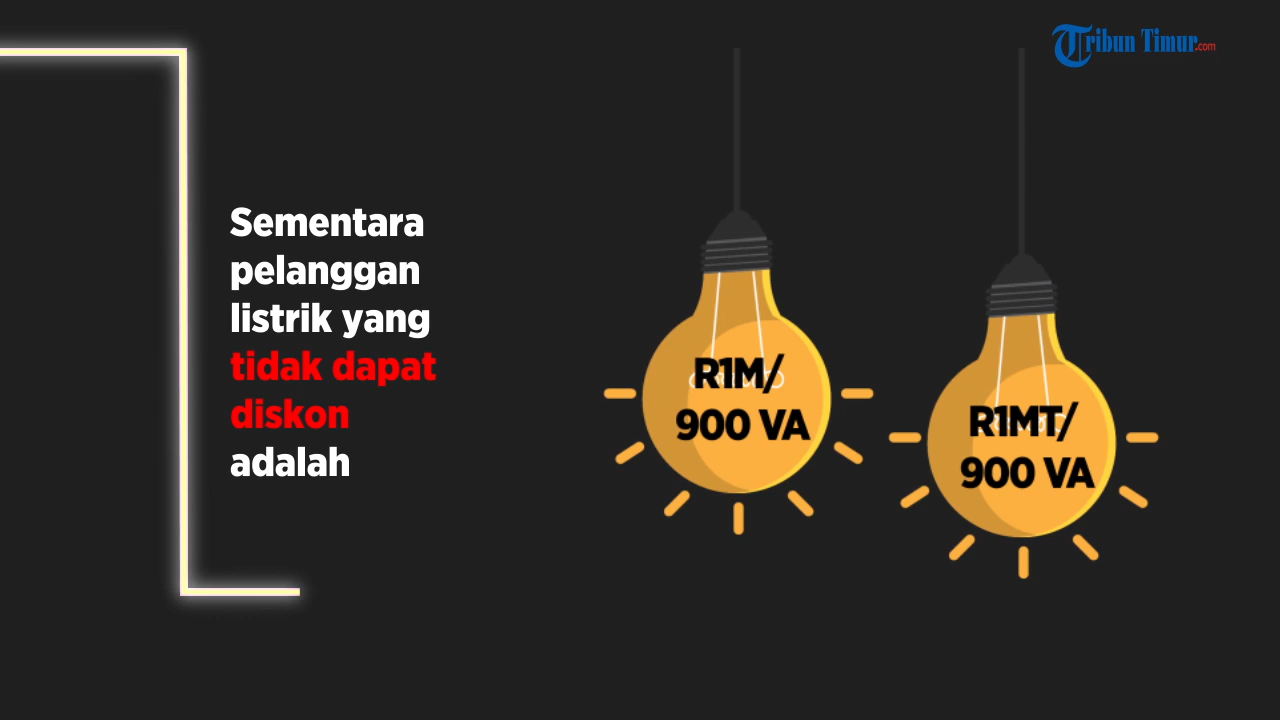 Tribun Timur.com
Sementara
pelanggan
listrik yang
tidak dapat
diskon
adalah
R1M/
900 VA
R1MT/
900 VA